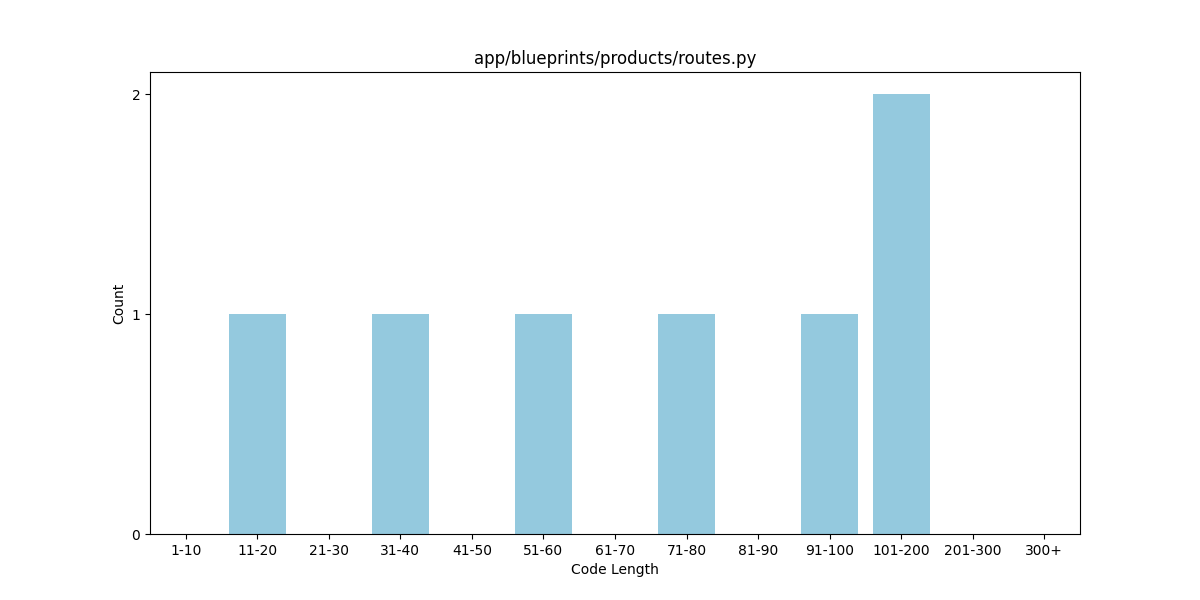 app/blueprints/products/routes.py
2
1
0
Count
1-10 11-20 21-30 31-40 41-50 51-60 61-70 71-80 81-90 91-100 101-200 201-300 300+
Code Length